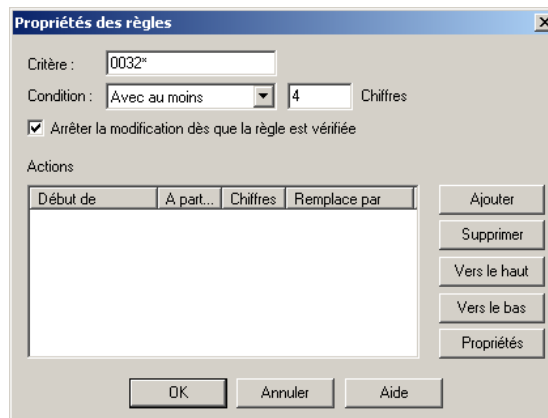 Propriétés des règles
Critère : 0032*
Condition : Avec au moins 4 Chiffres
Arrêter la modification dès que la règle est vérifiée
Actions
Début de A part... Chiffres Remplace par
Ajouter
Supprimer
Vers le haut
Vers le bas
Propriétés
OK Annuler Aide